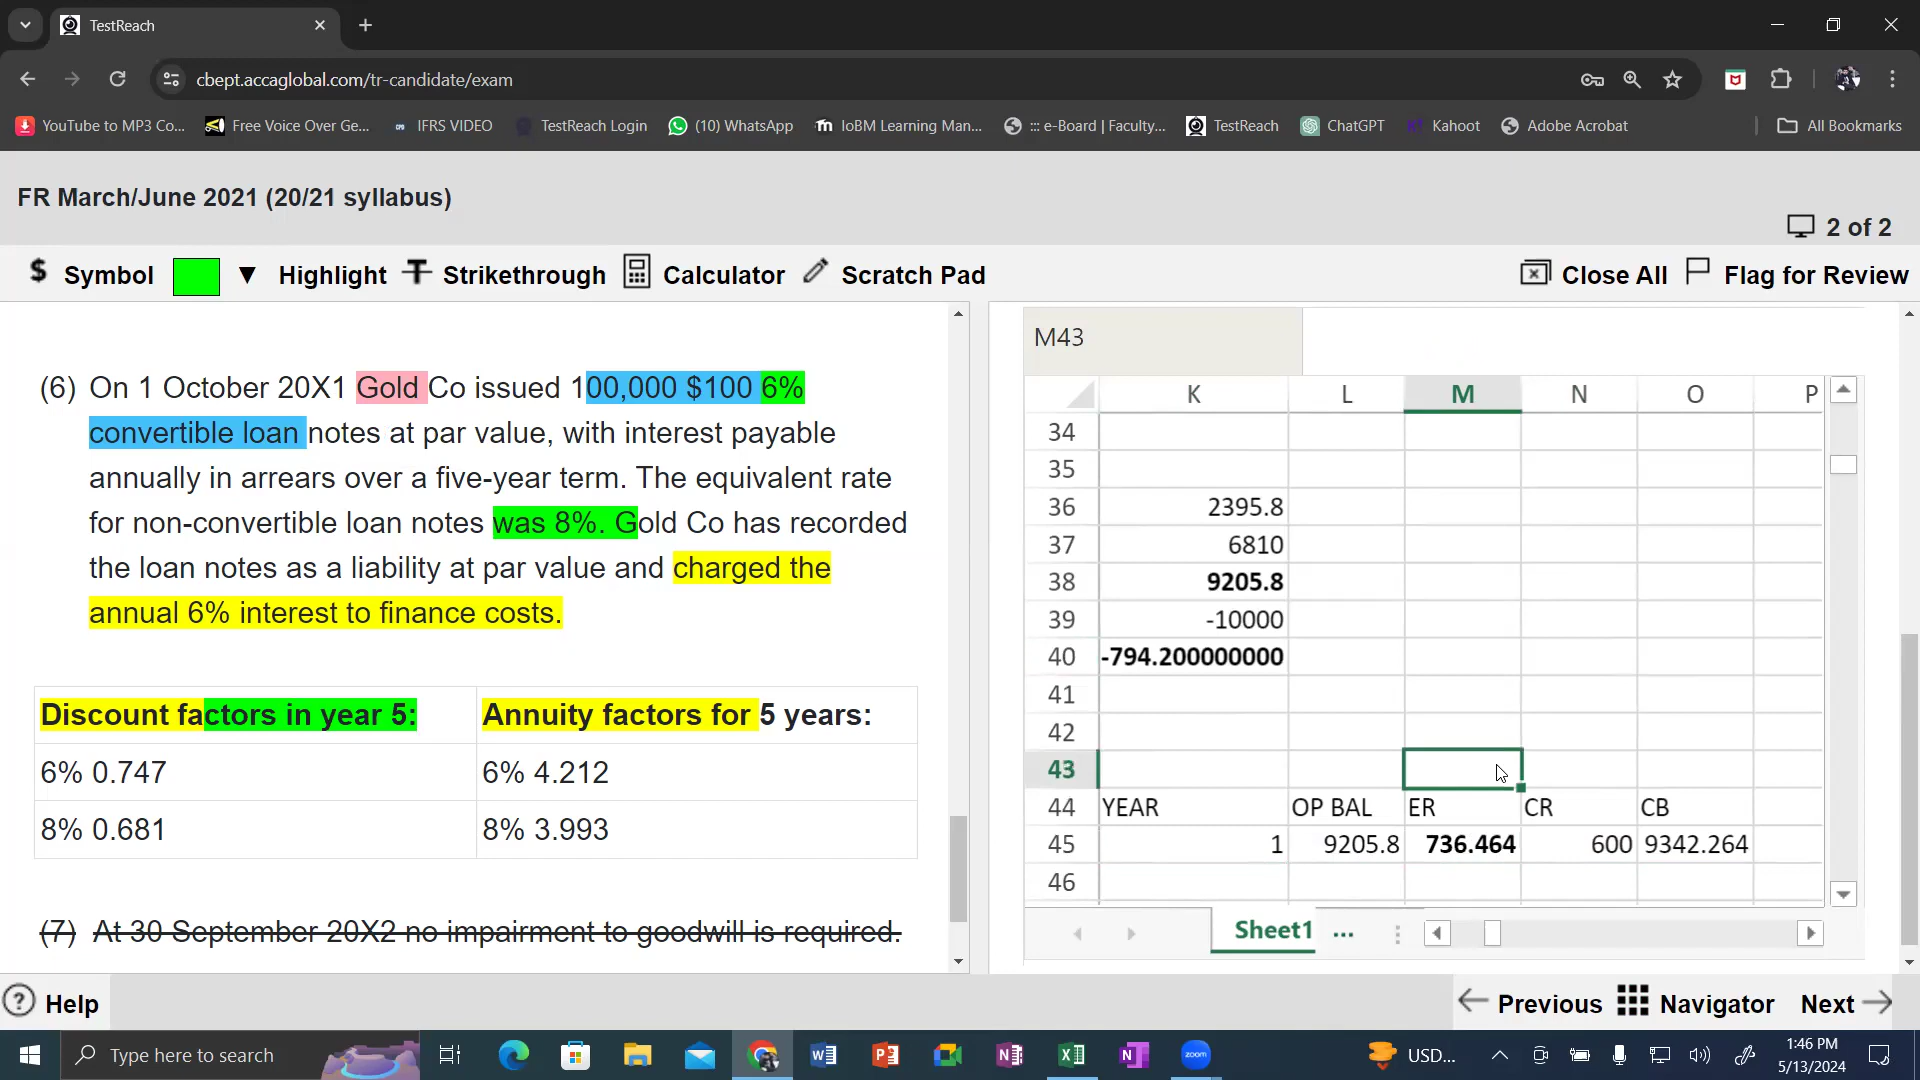 TestReach
cbept.accaglobal.com/tr-candidate/exam
YouTube to MP3 Co...
Free Voice Over Ge...
IFRS VIDEO
TestReach Login
(10) WhatsApp
IoBM Learning Man...
::: e-Board | Faculty...
TestReach
ChatGPT
Kahoot
Adobe Acrobat
All Bookmarks
FR March/June 2021 (20/21 syllabus)
2 of 2
$ Symbol
Highlight
Strikethrough
Calculator
Scratch Pad
Close All
Flag for Review
(6) On 1 October 20X1 Gold Co issued 100,000 $100 6%
convertible loan notes at par value, with interest payable
annually in arrears over a five-year term. The equivalent rate
for non-convertible loan notes was 8%. Gold Co has recorded
the loan notes as a liability at par value and charged the
annual 6% interest to finance costs.
Discount factors in year 5: Annuity factors for 5 years:
6% 0.747 6% 4.212
8% 0.681 8% 3.993
(7) At 30 September 20X2 no impairment to goodwill is required.
M43
K L M N O P
34
35
36 2395.8
37 6810
38 9205.8
39 -10000
40 -794.200000000
41
42
43
44 YEAR OP BAL ER CR CB
45 1 9205.8 736.464 600 9342.264
46
Sheet1 ...
Help
Previous
Navigator
Next
Type here to search
zoom
USD...
1:46 PM
5/13/2024